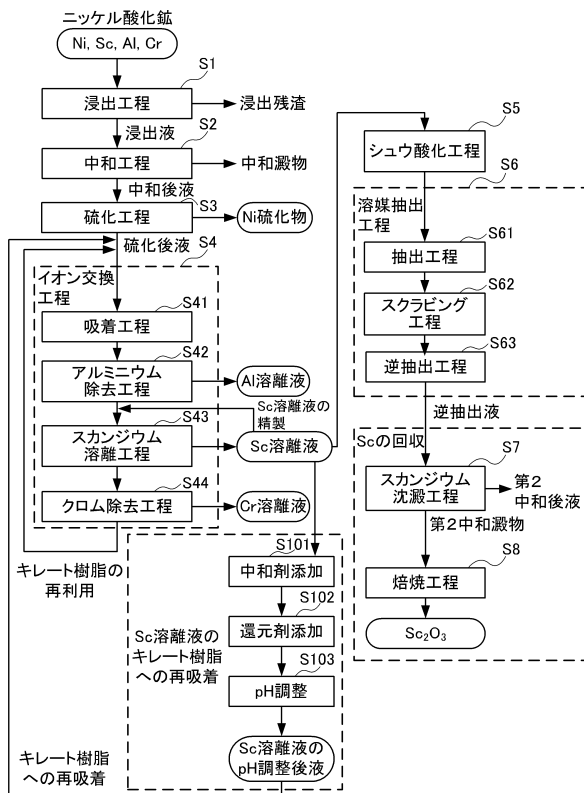 ニッケル酸化鉱
Ni, Sc, Al, Cr
S1
浸出工程
浸出残渣
浸出液
S2
中和工程
中和澱物
中和後液
S3
硫化工程
Ni硫化物
硫化後液
S4
イオン交換
工程
S41
吸着工程
S42
アルミニウム
除去工程
Al溶離液
Sc溶離液の
精製
S43
スカンジウム
溶離工程
Sc溶離液
S44
クロム除去工程
Cr溶離液
キレート樹脂の
再利用
S101
中和剤添加
S102
還元剤添加
Sc溶離液の
キレート樹脂
への再吸着
S103
pH調整
Sc溶離液の
pH調整後液
キレート樹脂
への再吸着
S5
シュウ酸化工程
S6
溶媒抽出
工程
S61
抽出工程
S62
スクラビング
工程
S63
逆抽出工程
逆抽出液
Scの回収
S7
スカンジウム
沈澱工程
第2
中和後液
第2中和澱物
S8
焙焼工程
Sc₂O₃